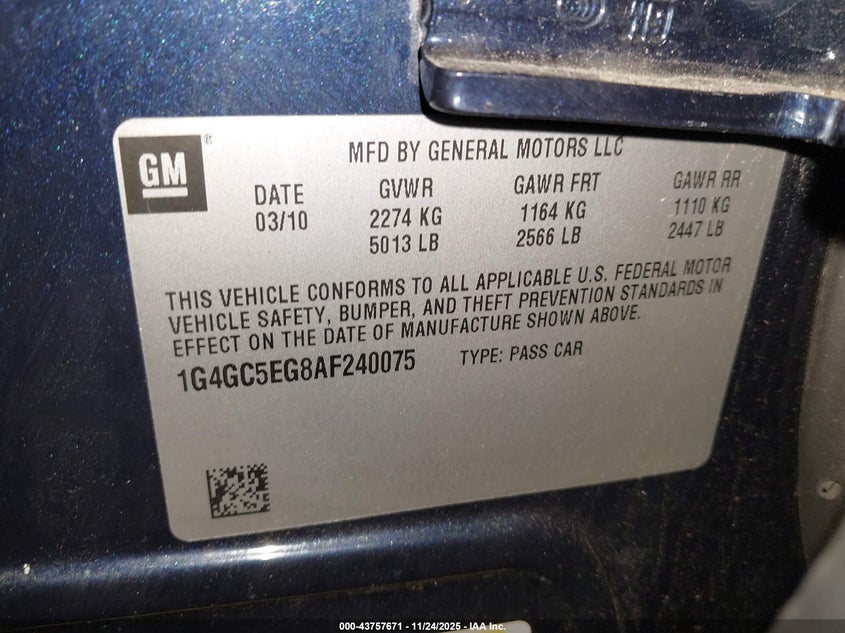 GM
®
MFD BY GENERAL MOTORS LLC
DATE GVWR GAWR FRT GAWR RR
03/10 2274 KG 1164 KG 1110 KG
5013 LB 2566 LB 2447 LB
THIS VEHICLE CONFORMS TO ALL APPLICABLE U.S. FEDERAL MOTOR
VEHICLE SAFETY, BUMPER, AND THEFT PREVENTION STANDARDS IN
EFFECT ON THE DATE OF MANUFACTURE SHOWN ABOVE.
1G4GC5EG8AF240075 TYPE: PASS CAR
000-43757671 - 11/24/2025 - IAA Inc.